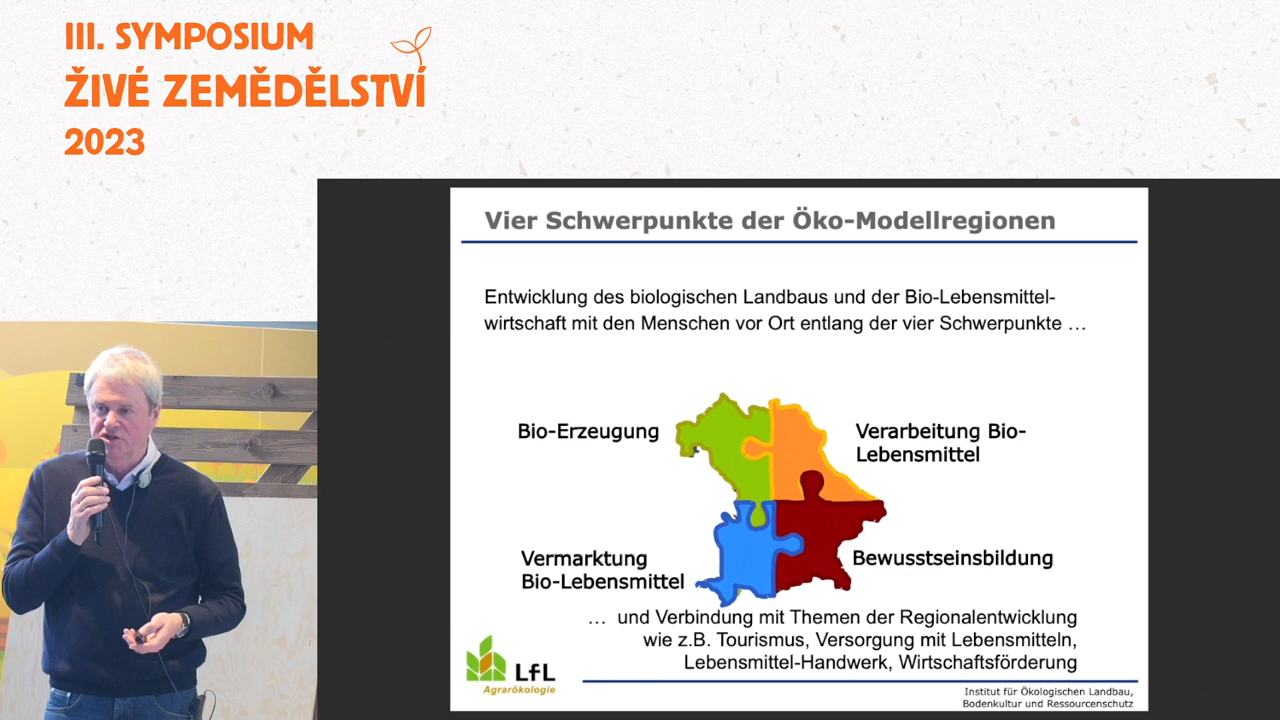 III. SYMPOSIUM
ŽIVÉ ZEMĚDĚLSTVÍ
2023
Vier Schwerpunkte der Öko-Modellregionen
Entwicklung des biologischen Landbaus und der Bio-Lebensmittel-
wirtschaft mit den Menschen vor Ort entlang der vier Schwerpunkte …
Bio-Erzeugung
Verarbeitung Bio-
Lebensmittel
Vermarktung
Bio-Lebensmittel
Bewusstseinsbildung
… und Verbindung mit Themen der Regionalentwicklung
wie z.B. Tourismus, Versorgung mit Lebensmitteln,
Lebensmittel-Handwerk, Wirtschaftsförderung
LfL
Agrarökologie
Institut für Ökologischen Landbau,
Bodenkultur und Ressourcenschutz